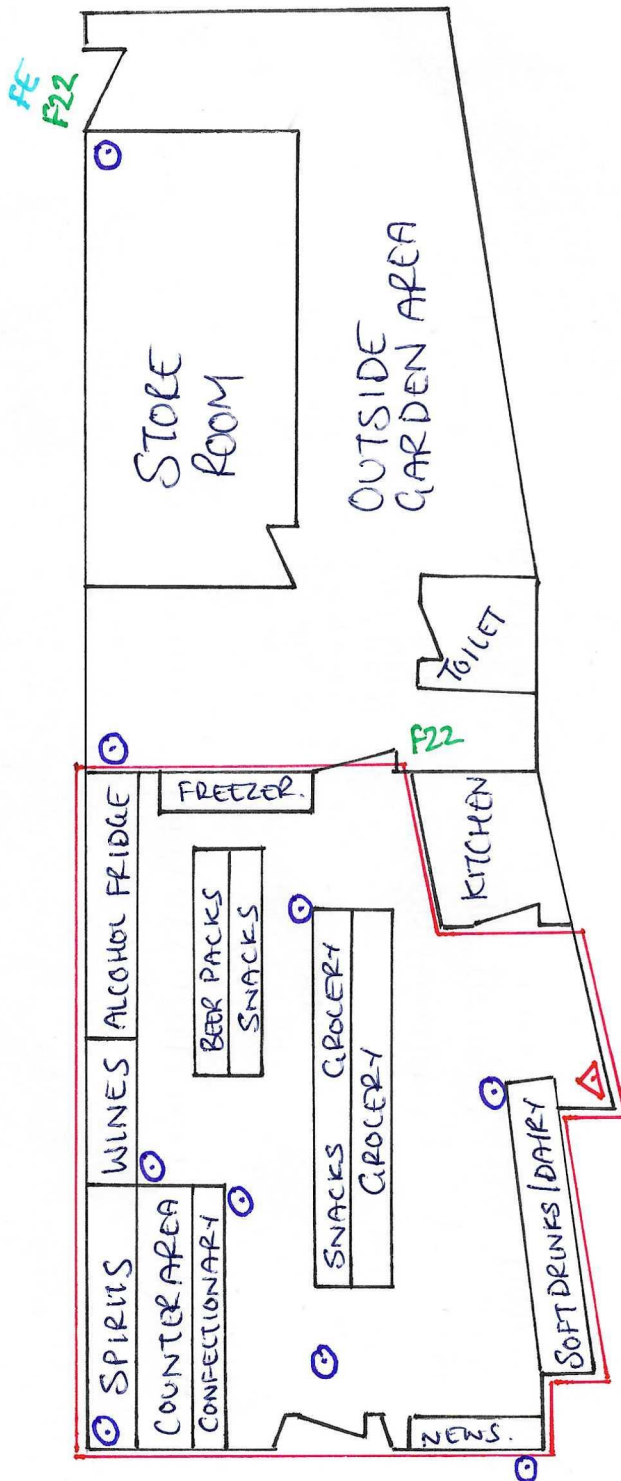 FE
F22
STORE
ROOM
OUTSIDE
GARDEN AREA
TOILET
F22
KITCHEN
FREEZER.
ALCOHOL FRIDGE
WINES
SPIRITS
BEER PACKS
SNACKS
COUNTER AREA
CONFECTIONARY
SNACKS GROCERY
GROCERY
SOFT DRINKS/DAIRY
NEWS.